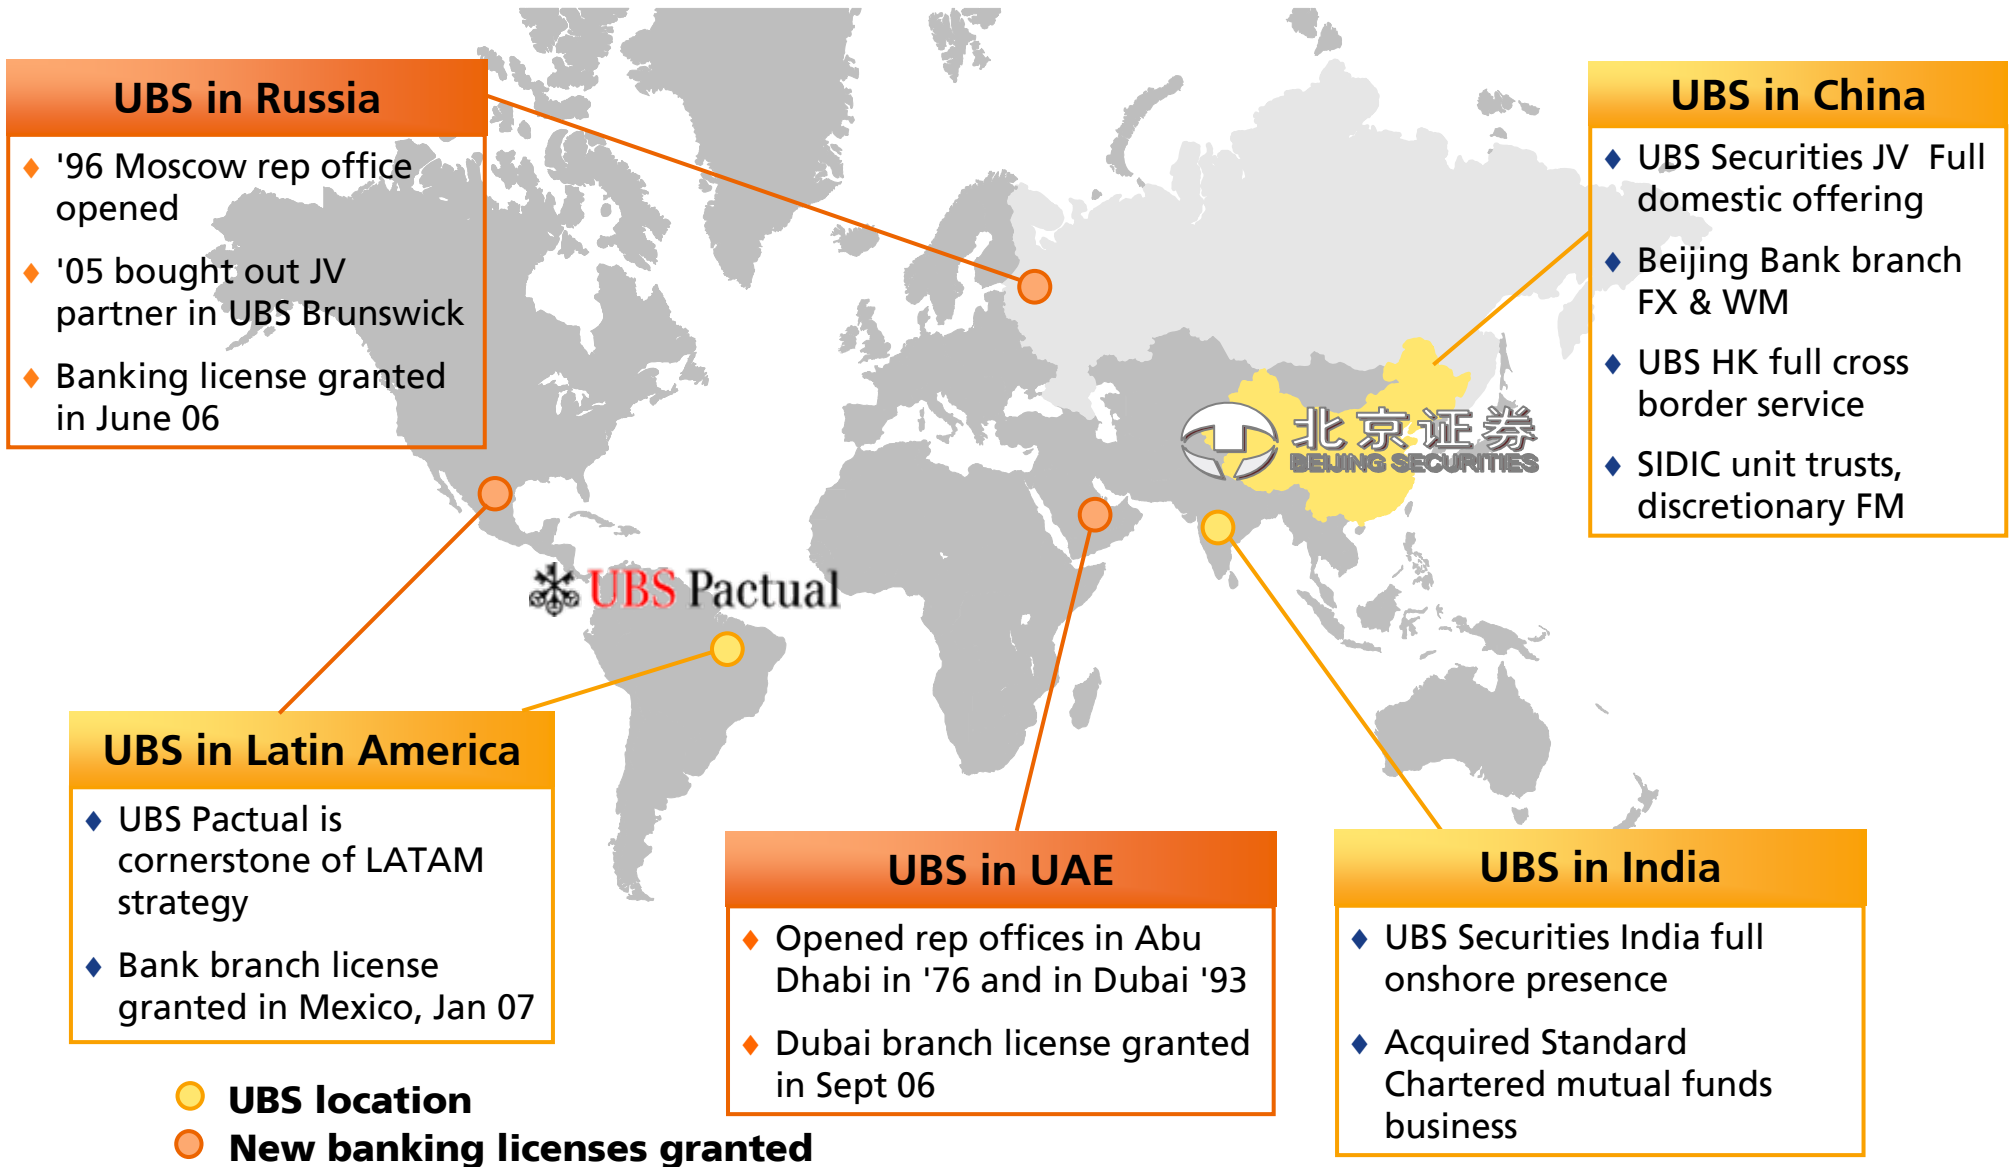 UBS in Russia
♦ '96 Moscow rep office
opened
♦ '05 bought out JV
partner in UBS Brunswick
♦ Banking license granted
in June 06
UBS in China
♦ UBS Securities JV Full
domestic offering
♦ Beijing Bank branch
FX & WM
♦ UBS HK full cross
border service
♦ SIDIC unit trusts,
discretionary FM
北京证券
BEIJING SECURITIES
UBS Pactual
UBS in Latin America
♦ UBS Pactual is
cornerstone of LATAM
strategy
♦ Bank branch license
granted in Mexico, Jan 07
UBS in UAE
♦ Opened rep offices in Abu
Dhabi in '76 and in Dubai '93
♦ Dubai branch license granted
in Sept 06
UBS in India
♦ UBS Securities India full
onshore presence
♦ Acquired Standard
Chartered mutual funds
business
UBS location
New banking licenses granted